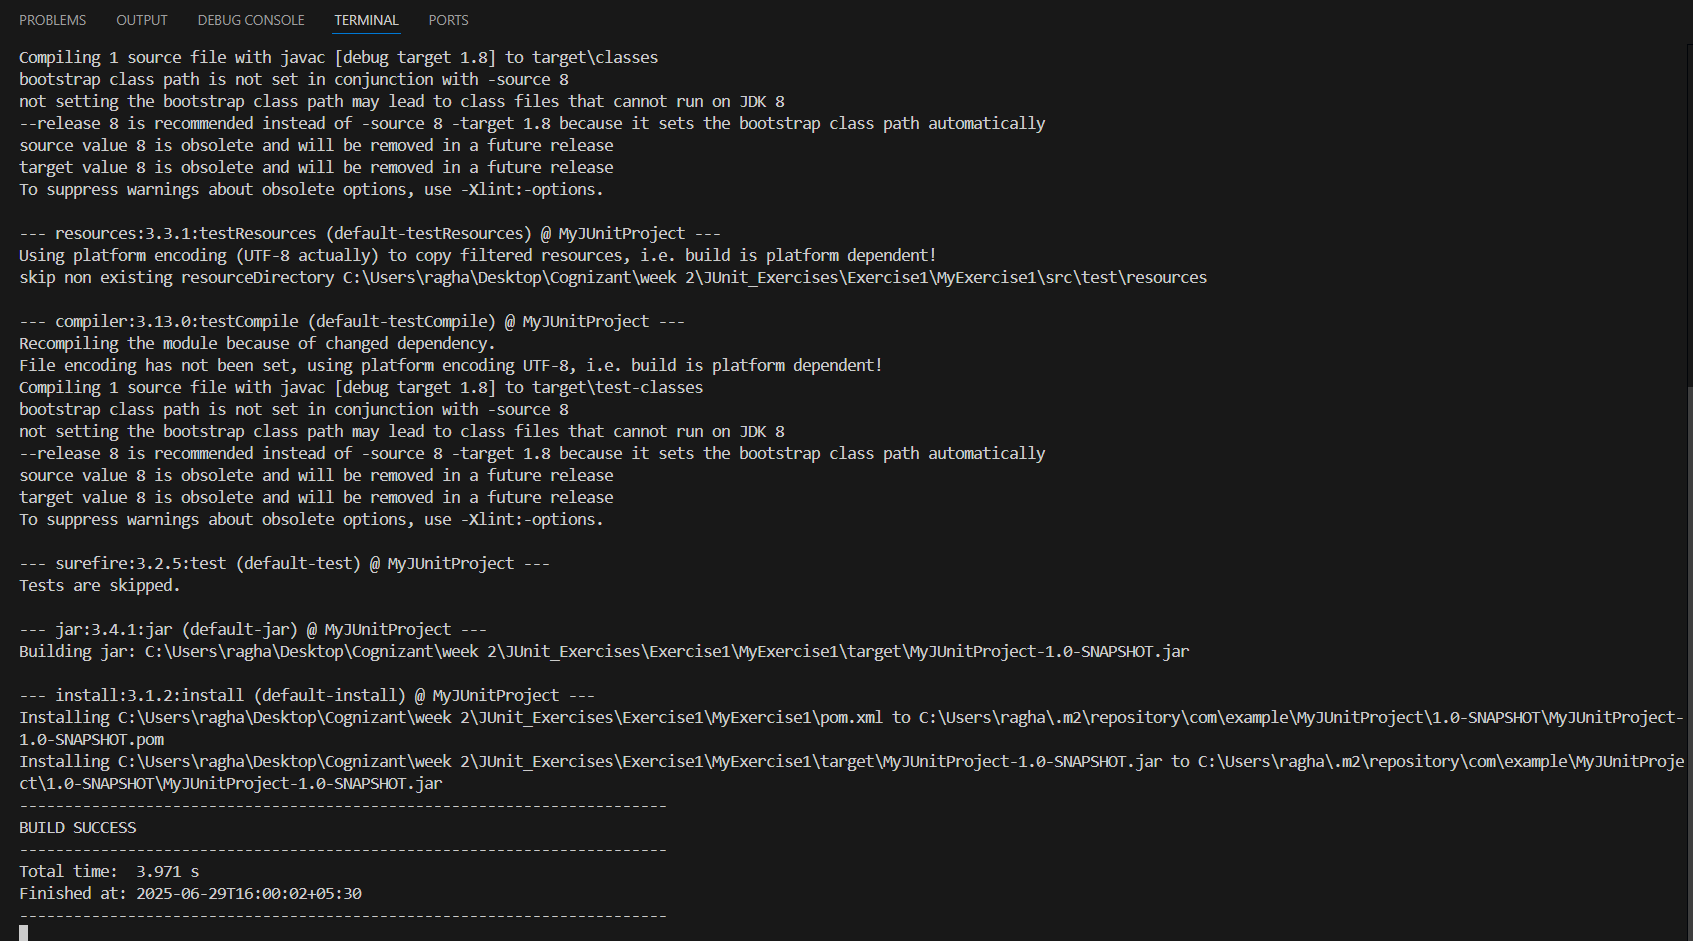 PROBLEMS OUTPUT DEBUG CONSOLE TERMINAL PORTS
Compiling 1 source file with javac [debug target 1.8] to target\classes
bootstrap class path is not set in conjunction with -source 8
not setting the bootstrap class path may lead to class files that cannot run on JDK 8
--release 8 is recommended instead of -source 8 -target 1.8 because it sets the bootstrap class path automatically
source value 8 is obsolete and will be removed in a future release
target value 8 is obsolete and will be removed in a future release
To suppress warnings about obsolete options, use -Xlint:-options.
--- resources:3.3.1:testResources (default-testResources) @ MyJUnitProject ---
Using platform encoding (UTF-8 actually) to copy filtered resources, i.e. build is platform dependent!
skip non existing resourceDirectory C:\Users\ragha\Desktop\Cognizant\week 2\JUnit_Exercises\Exercise1\MyExercise1\src\test\resources
--- compiler:3.13.0:testCompile (default-testCompile) @ MyJUnitProject ---
Recompiling the module because of changed dependency.
File encoding has not been set, using platform encoding UTF-8, i.e. build is platform dependent!
Compiling 1 source file with javac [debug target 1.8] to target\test-classes
bootstrap class path is not set in conjunction with -source 8
not setting the bootstrap class path may lead to class files that cannot run on JDK 8
--release 8 is recommended instead of -source 8 -target 1.8 because it sets the bootstrap class path automatically
source value 8 is obsolete and will be removed in a future release
target value 8 is obsolete and will be removed in a future release
To suppress warnings about obsolete options, use -Xlint:-options.
--- surefire:3.2.5:test (default-test) @ MyJUnitProject ---
Tests are skipped.
--- jar:3.4.1:jar (default-jar) @ MyJUnitProject ---
Building jar: C:\Users\ragha\Desktop\Cognizant\week 2\JUnit_Exercises\Exercise1\MyExercise1\target\MyJUnitProject-1.0-SNAPSHOT.jar
--- install:3.1.2:install (default-install) @ MyJUnitProject ---
Installing C:\Users\ragha\Desktop\Cognizant\week 2\JUnit_Exercises\Exercise1\MyExercise1\pom.xml to C:\Users\ragha\.m2\repository\com\example\MyJUnitProject\1.0-SNAPSHOT\MyJUnitProject-
1.0-SNAPSHOT.pom
Installing C:\Users\ragha\Desktop\Cognizant\week 2\JUnit_Exercises\Exercise1\MyExercise1\target\MyJUnitProject-1.0-SNAPSHOT.jar to C:\Users\ragha\.m2\repository\com\example\MyJUnitProje
ct\1.0-SNAPSHOT\MyJUnitProject-1.0-SNAPSHOT.jar
------------------------------------------------------------------------
BUILD SUCCESS
------------------------------------------------------------------------
Total time:  3.971 s
Finished at: 2025-06-29T16:00:02+05:30
------------------------------------------------------------------------